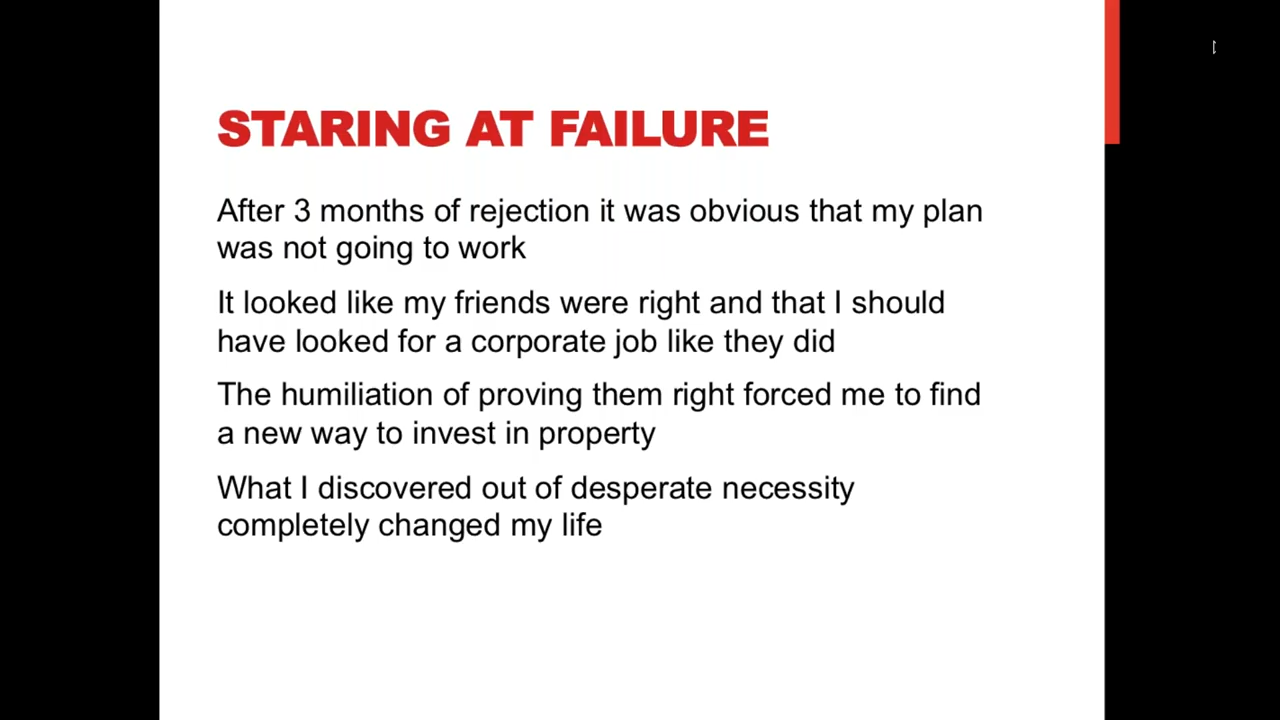 STARING AT FAILURE
After 3 months of rejection it was obvious that my plan
was not going to work
It looked like my friends were right and that I should
have looked for a corporate job like they did
The humiliation of proving them right forced me to find
a new way to invest in property
What I discovered out of desperate necessity
completely changed my life